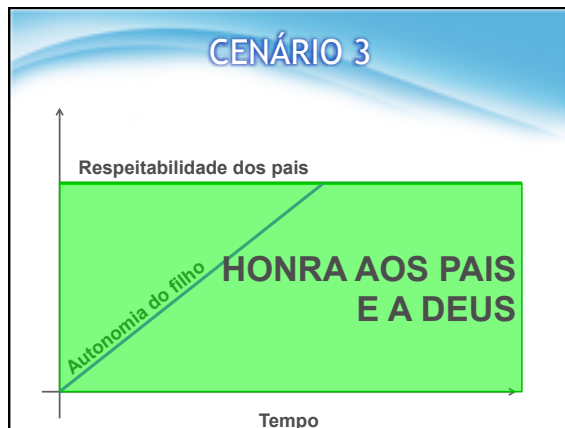 CENÁRIO 3
Respeitabilidade dos pais
Autonomia do filho
HONRA AOS PAIS
E A DEUS
Tempo